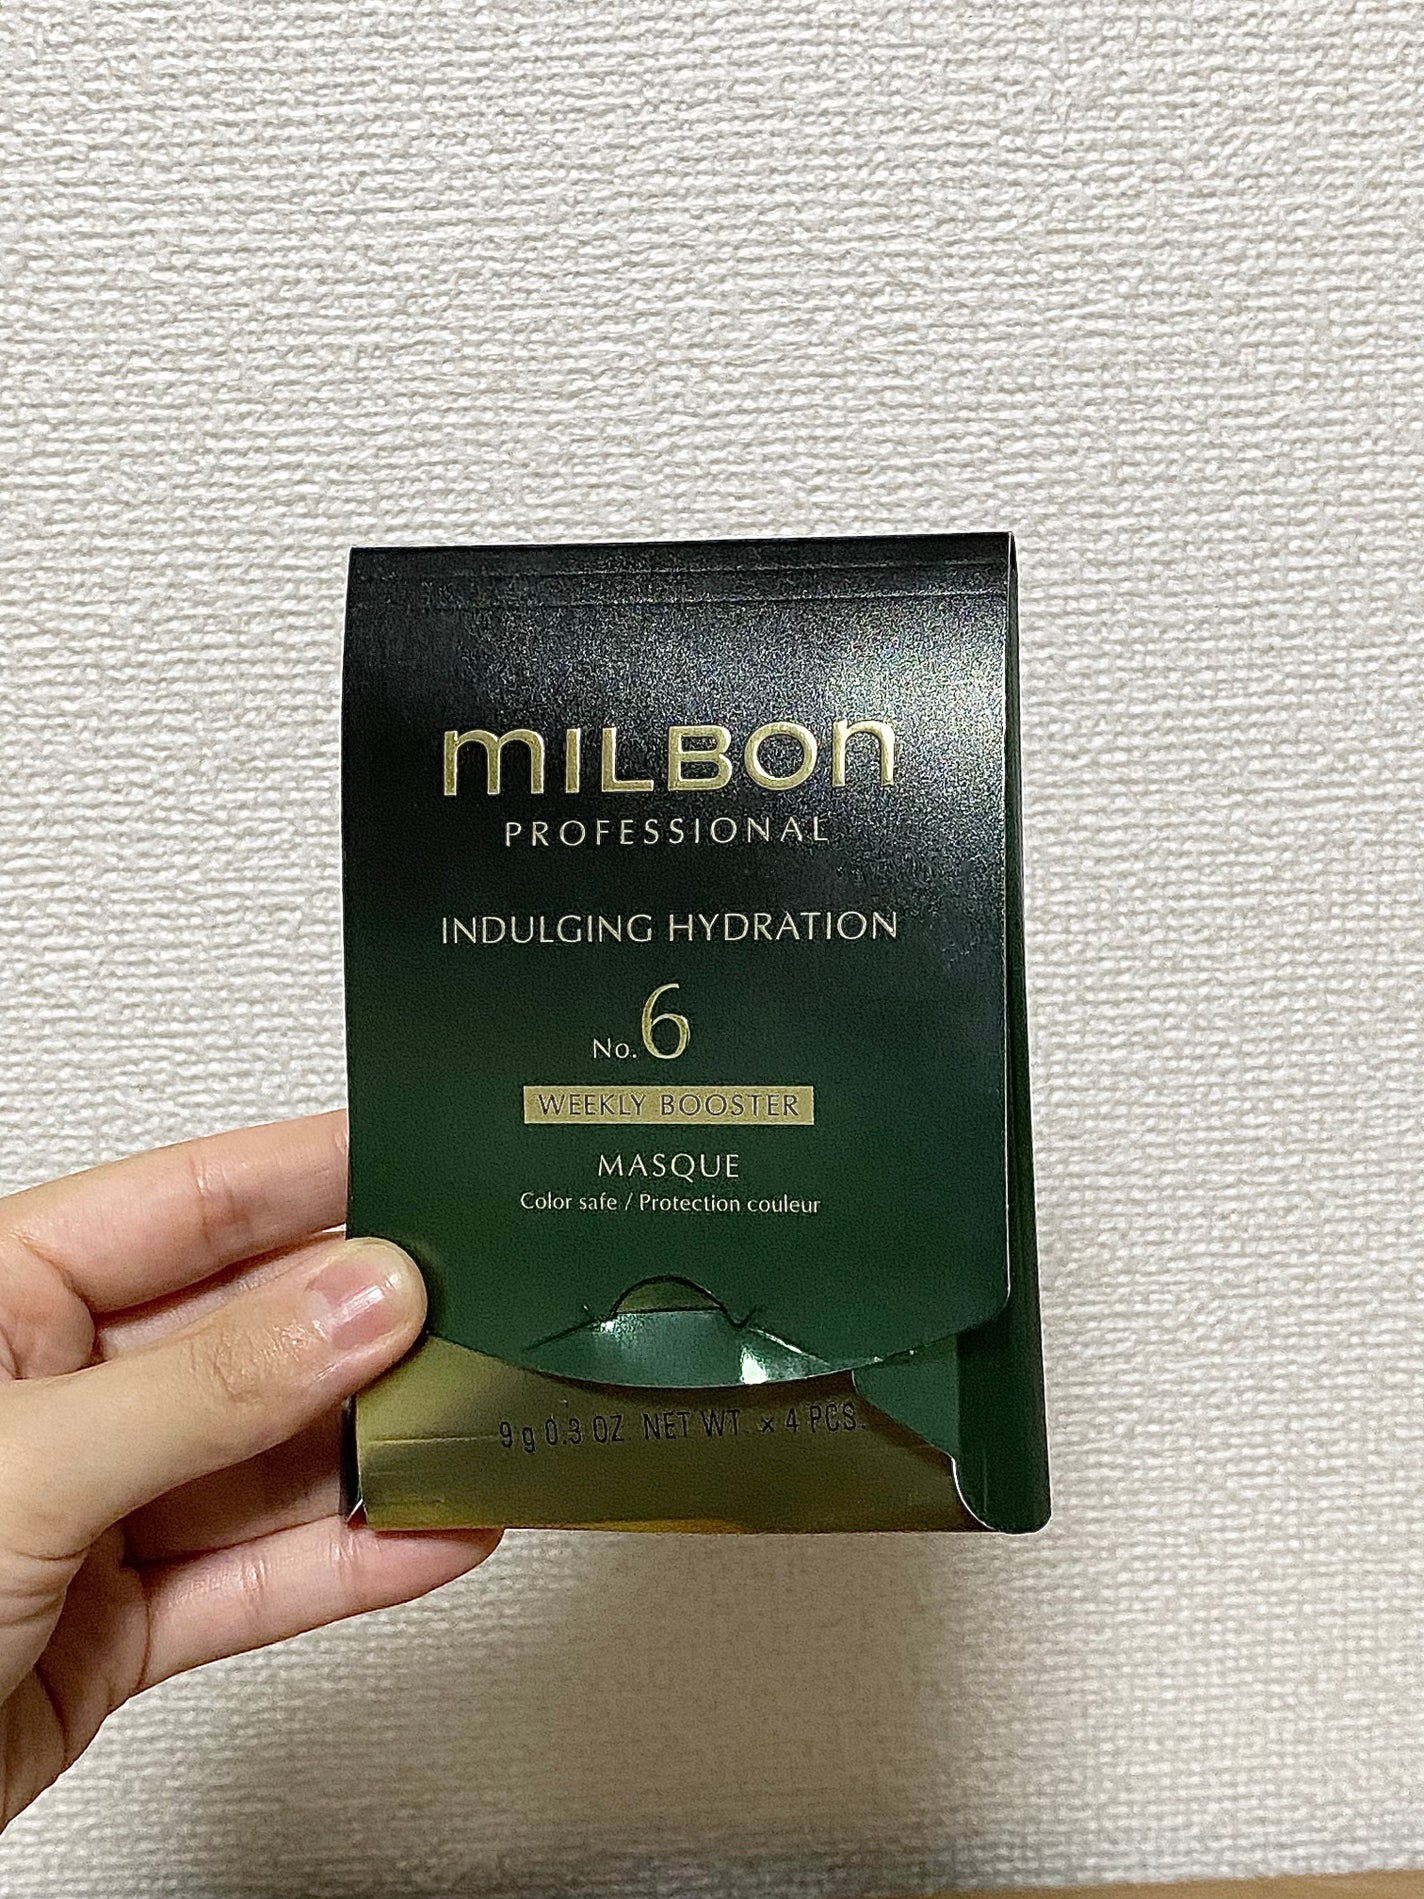 mILBOn
PROFESSIONAL
INDULGING HYDRATION
No.6
WEEKLY BOOSTER
MASQUE
Color safe / Protection couleur
9 g 0.3 OZ. NET WT. × 4 PCS.